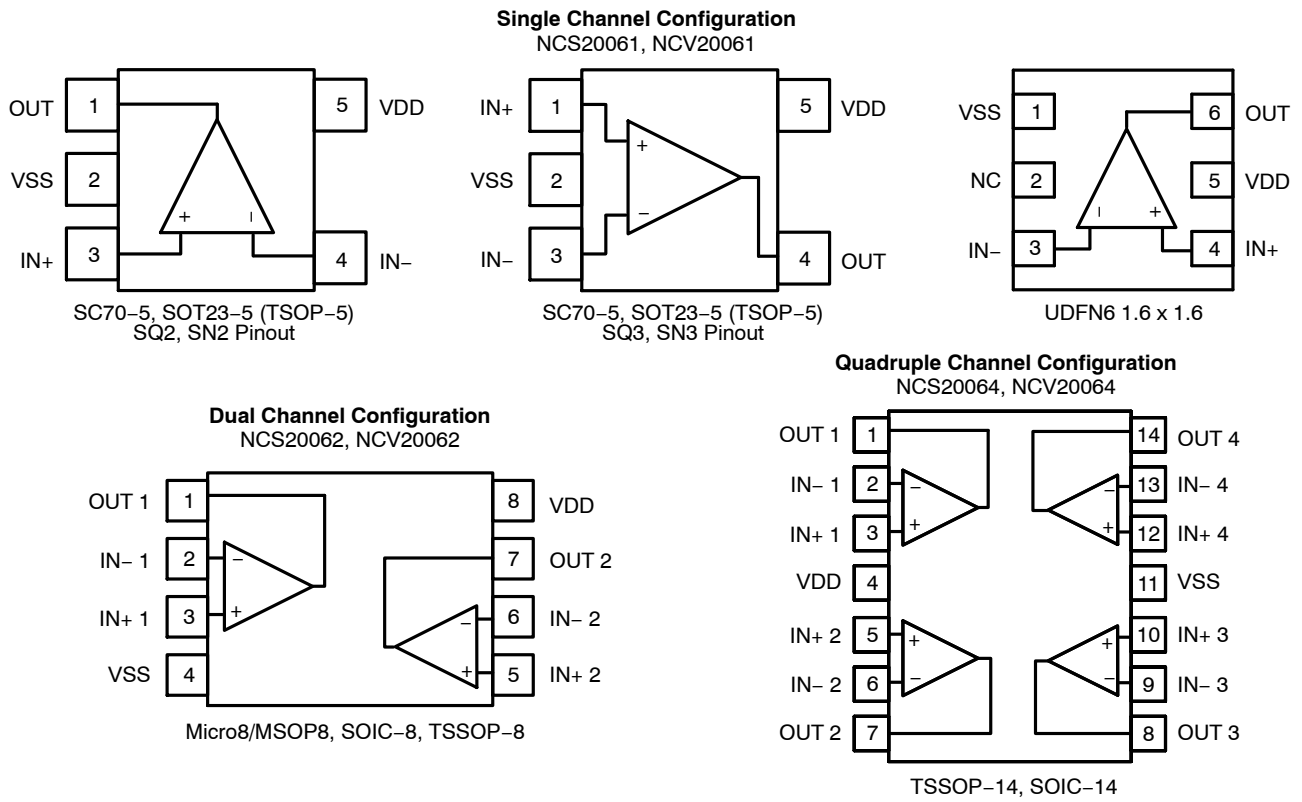 Single Channel Configuration
NCS20061, NCV20061
OUT 1
VSS 2
IN+ 3
5 VDD
4 IN−
+ −
SC70−5, SOT23−5 (TSOP−5)
SQ2, SN2 Pinout
IN+ 1
VSS 2
IN− 3
5 VDD
4 OUT
+
−
SC70−5, SOT23−5 (TSOP−5)
SQ3, SN3 Pinout
VSS 1
NC 2
IN− 3
6 OUT
5 VDD
4 IN+
− +
UDFN6 1.6 x 1.6
Dual Channel Configuration
NCS20062, NCV20062
OUT 1 1
IN− 1 2
IN+ 1 3
VSS 4
−
+
8 VDD
7 OUT 2
6 IN− 2
5 IN+ 2
−
+
Micro8/MSOP8, SOIC−8, TSSOP−8
Quadruple Channel Configuration
NCS20064, NCV20064
OUT 1 1
IN− 1 2
IN+ 1 3
VDD 4
IN+ 2 5
IN− 2 6
OUT 2 7
−
+
+
−
14 OUT 4
13 IN− 4
12 IN+ 4
11 VSS
10 IN+ 3
9 IN− 3
8 OUT 3
−
+
+
−
TSSOP−14, SOIC−14